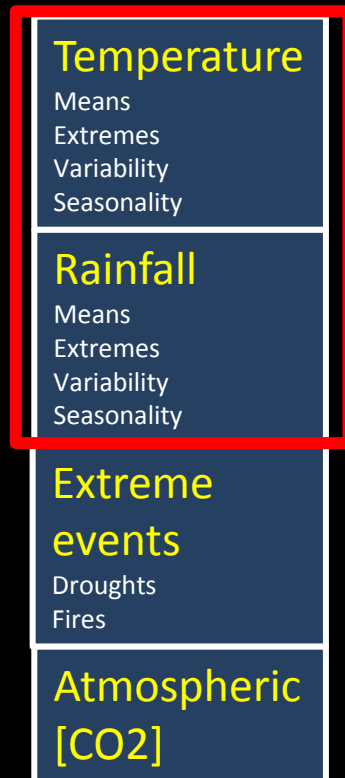 Temperature
Means
Extremes
Variability
Seasonality
Rainfall
Means
Extremes
Variability
Seasonality
Extreme
events
Droughts
Fires
Atmospheric
[CO2]